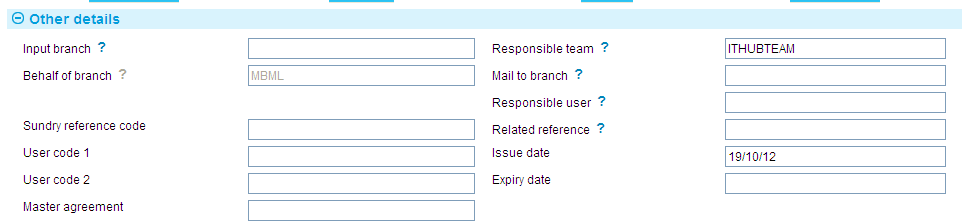 Other details
Input branch ? Responsible team ? ITHUBTEAM
Behalf of branch ? MBML Mail to branch ?
Responsible user ?
Sundry reference code Related reference ?
User code 1 Issue date 19/10/12
User code 2 Expiry date
Master agreement